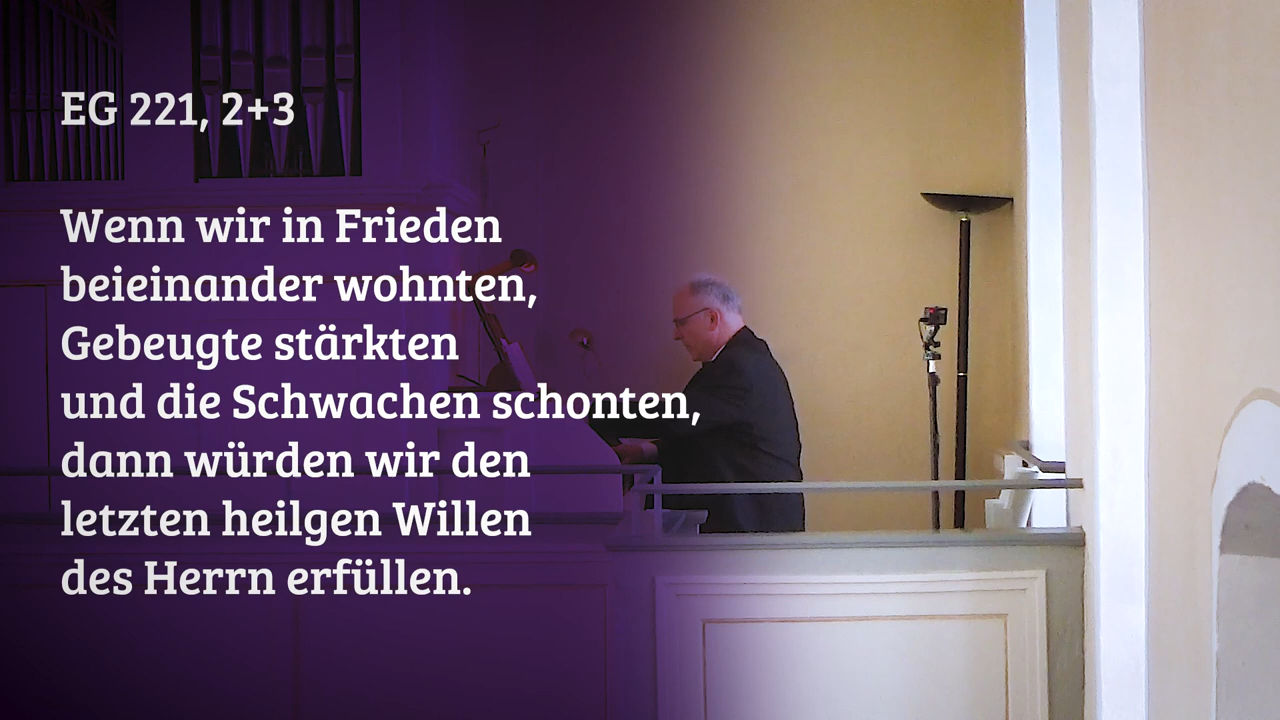 EG 221, 2+3
Wenn wir in Frieden
beieinander wohnten,
Gebeugte stärkten
und die Schwachen schonten,
dann würden wir den
letzten heilgen Willen
des Herrn erfüllen.